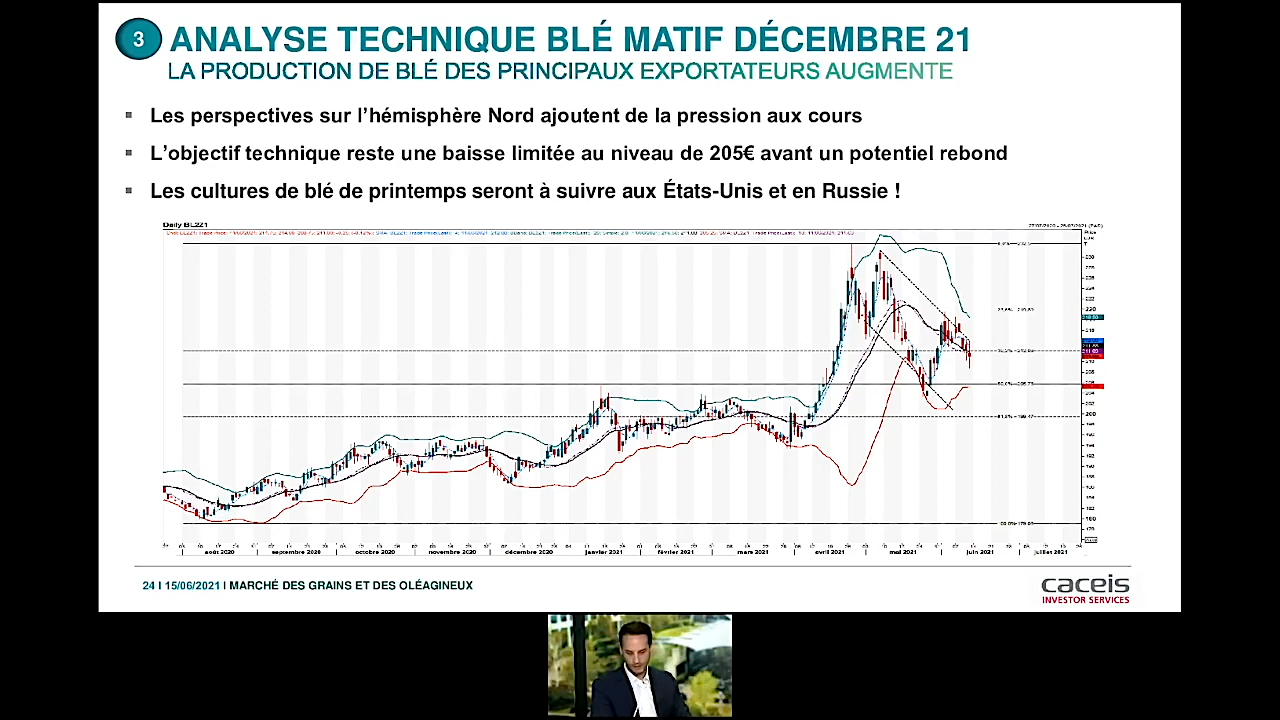 3 ANALYSE TECHNIQUE BLÉ MATIF DÉCEMBRE 21
LA PRODUCTION DE BLÉ DES PRINCIPAUX EXPORTATEURS AUGMENTE
▪ Les perspectives sur l'hémisphère Nord ajoutent de la pression aux cours
▪ L'objectif technique reste une baisse limitée au niveau de 205€ avant un potentiel rebond
▪ Les cultures de blé de printemps seront à suivre aux États-Unis et en Russie !
Daily BL2Z1
août 2020 septembre 2020 octobre 2020 novembre 2020 décembre 2020 janvier 2021 février 2021 mars 2021 avril 2021 mai 2021 juin 2021 juillet 2021
24 I 15/06/2021 I MARCHÉ DES GRAINS ET DES OLÉAGINEUX
caceis
INVESTOR SERVICES